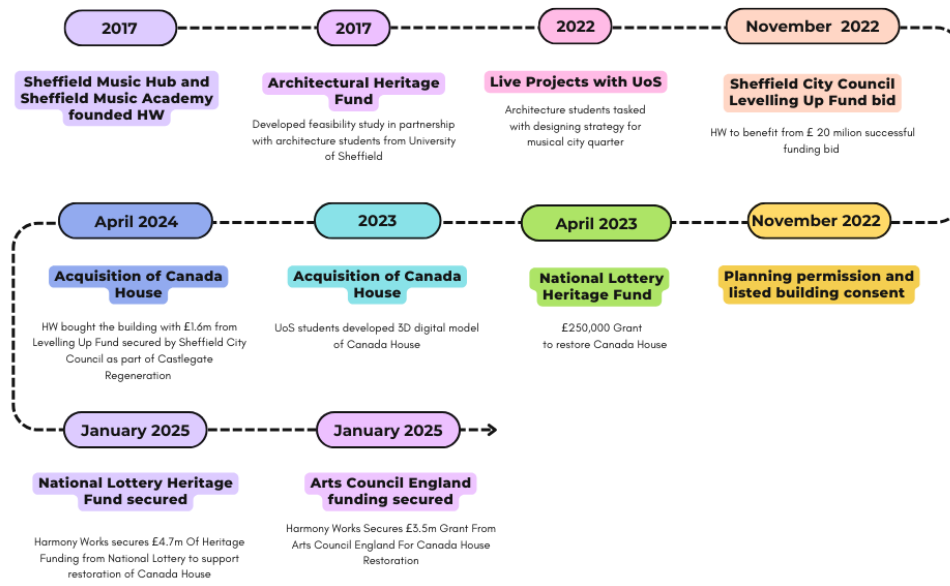 2017
2017
2022
November 2022
Sheffield Music Hub and
Sheffield Music Academy
founded HW
Architectural Heritage
Fund
Developed feasibility study in partnership
with architecture students from University
of Sheffield
Live Projects with UoS
Architecture students tasked
with designing strategy for
musical city quarter
Sheffield City Council
Levelling Up Fund bid
HW to benefit from £ 20 milion successful
funding bid
April 2024
2023
April 2023
November 2022
Acquisition of Canada
House
HW bought the building with £1.6m from
Levelling Up Fund secured by Sheffield City
Council as part of Castlegate
Regeneration
Acquisition of Canada
House
UoS students developed 3D digital model
of Canada House
National Lottery
Heritage Fund
£250,000 Grant
to restore Canada House
Planning permission and
listed building consent
January 2025
January 2025
National Lottery Heritage
Fund secured
Harmony Works secures £4.7m Of Heritage
Funding from National Lottery to support
restoration of Canada House
Arts Council England
funding secured
Harmony Works Secures £3.5m Grant From
Arts Council England For Canada House
Restoration